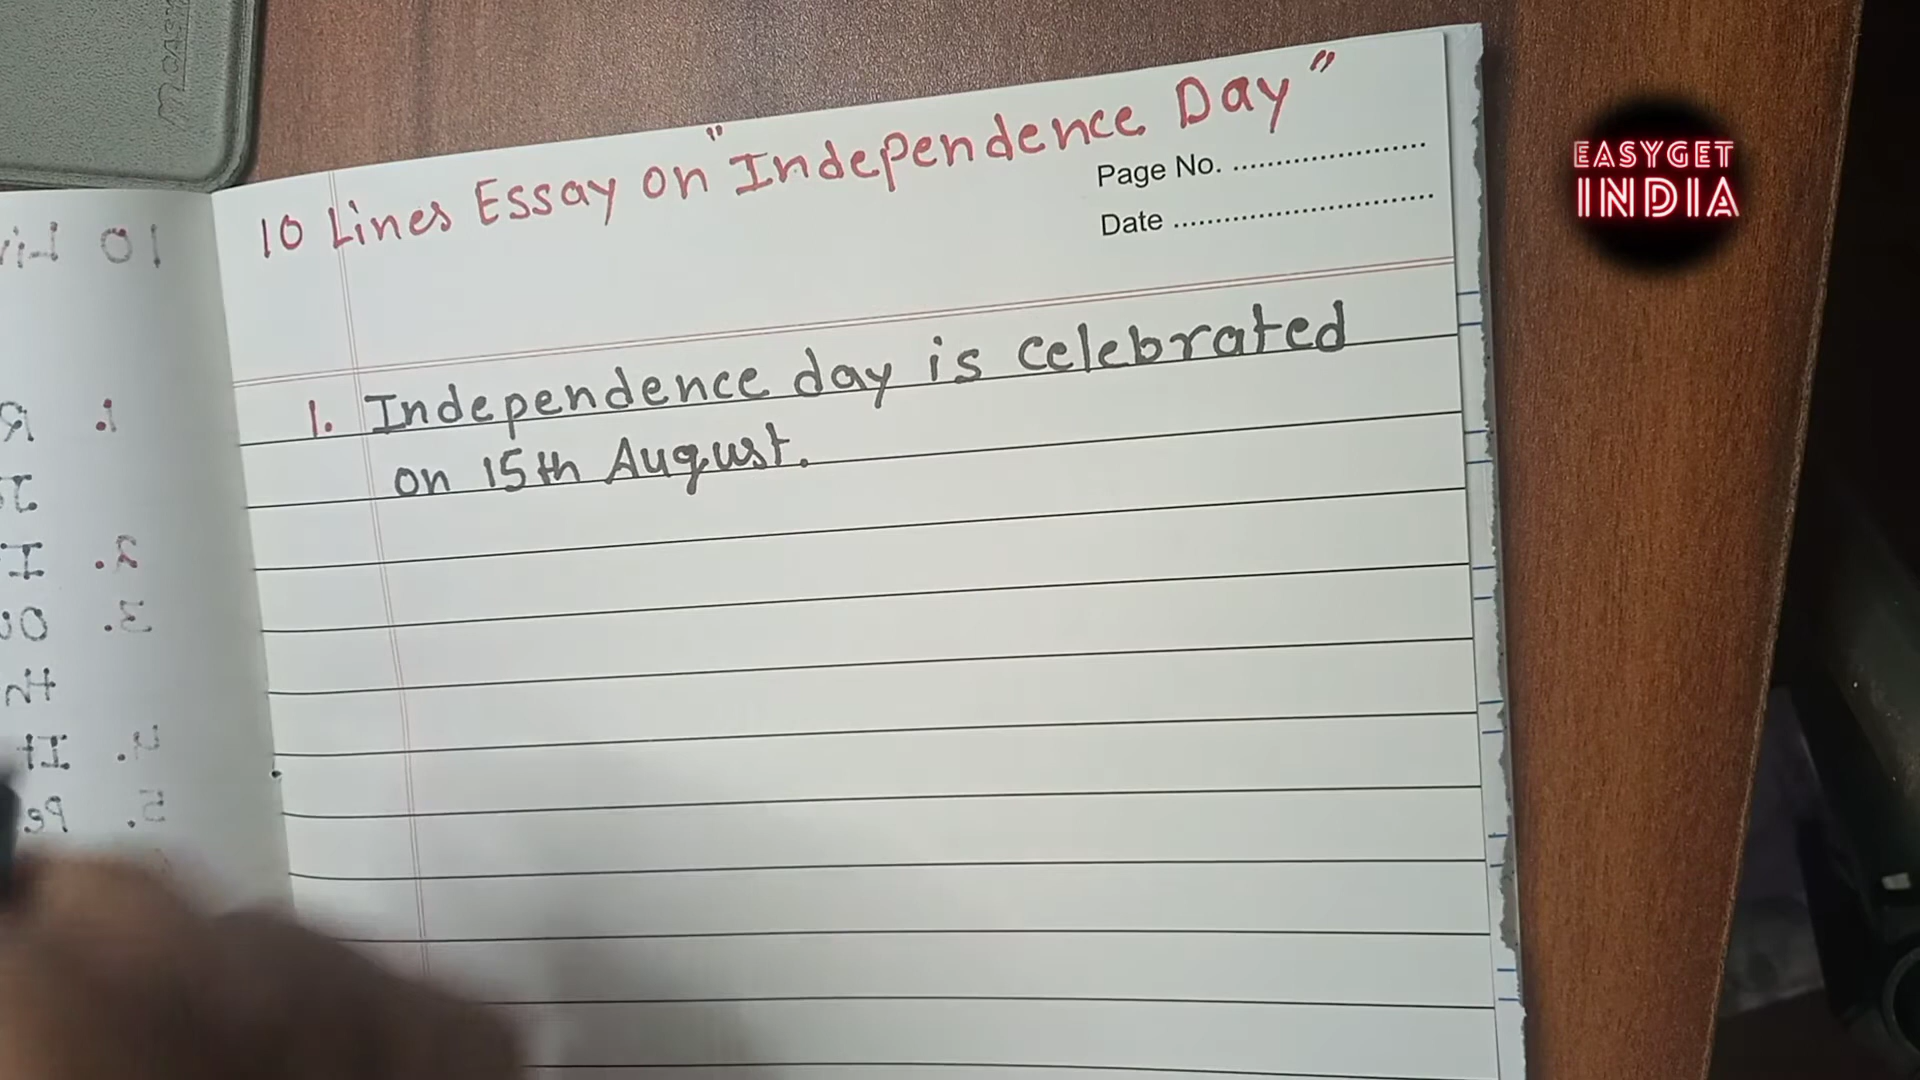 10 Lines Essay on "Independence Day"
Page No.
Date
1. Independence day is celebrated
on 15th August.
EASYGET
INDIA